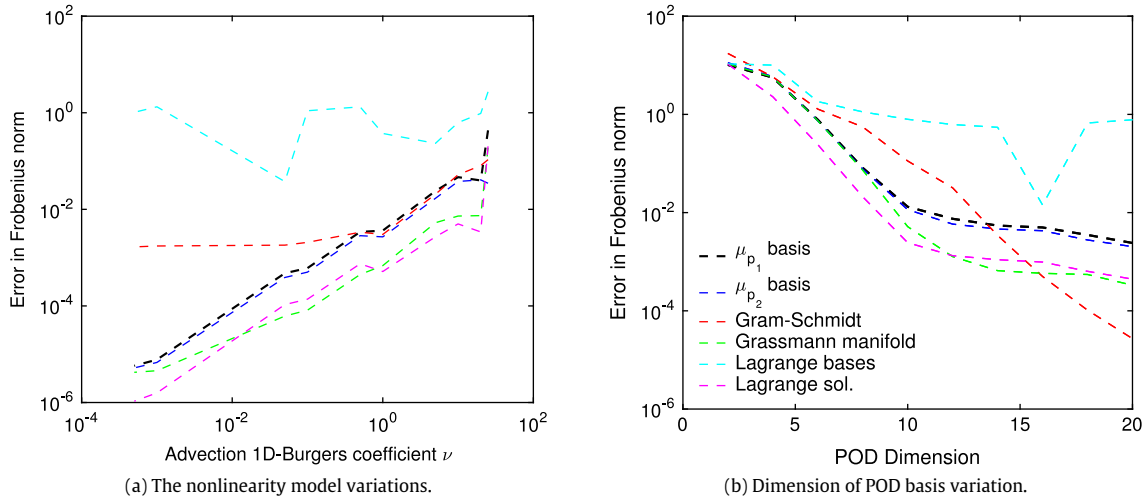 10^2
10^0
10^-2
10^-4
10^-6
Error in Frobenius norm
10^-4
10^-2
10^0
10^2
Advection 1D-Burgers coefficient ν
(a) The nonlinearity model variations.
10^2
10^0
10^-2
10^-4
10^-6
Error in Frobenius norm
μ_p_1 basis
μ_p_2 basis
Gram-Schmidt
Grassmann manifold
Lagrange bases
Lagrange sol.
0
5
10
15
20
POD Dimension
(b) Dimension of POD basis variation.